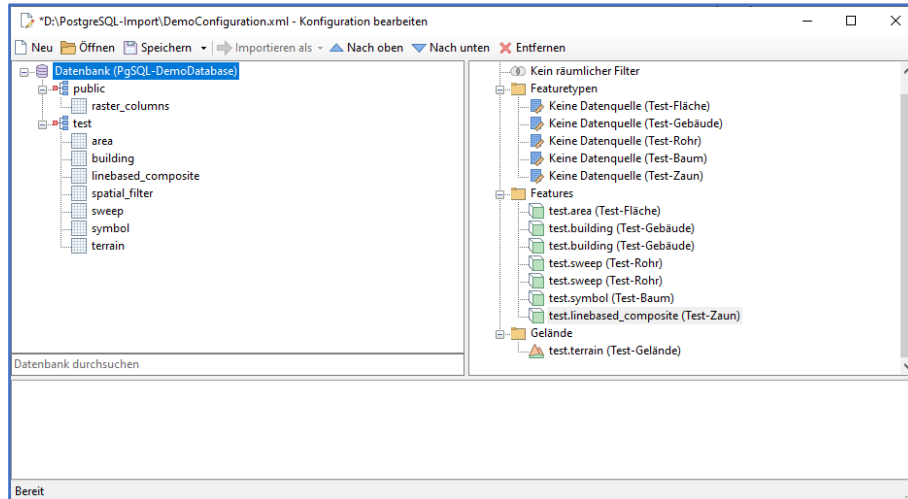 *D:\PostgreSQL-Import\DemoConfiguration.xml - Konfiguration bearbeiten
Neu Öffnen Speichern Importieren als Nach oben Nach unten Entfernen
Datenbank (PgSQL-DemoDatabase)
public
raster_columns
test
area
building
linebased_composite
spatial_filter
sweep
symbol
terrain
Datenbank durchsuchen
Kein räumlicher Filter
Featuretypen
Keine Datenquelle (Test-Fläche)
Keine Datenquelle (Test-Gebäude)
Keine Datenquelle (Test-Rohr)
Keine Datenquelle (Test-Baum)
Keine Datenquelle (Test-Zaun)
Features
test.area (Test-Fläche)
test.building (Test-Gebäude)
test.building (Test-Gebäude)
test.sweep (Test-Rohr)
test.sweep (Test-Rohr)
test.symbol (Test-Baum)
test.linebased_composite (Test-Zaun)
Gelände
test.terrain (Test-Gelände)
Bereit